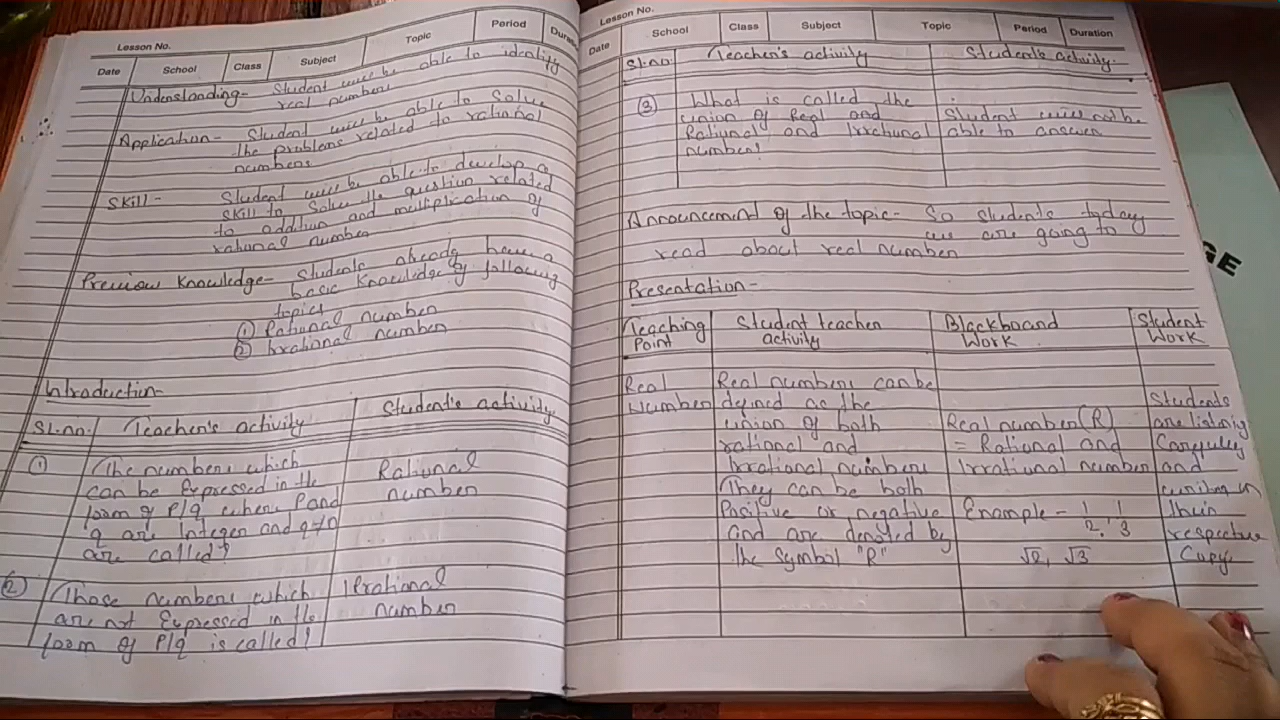 Lesson No.
Date School Class Subject Topic Period Duration
Understanding- Student will be able to identify
real numbers
Application- Student will be able to solve
the problems related to rational
numbers
Skill- Student will be able to develop a
skill to solve the question related
to addition and multiplication of
rational number
Previous Knowledge- Students already have a
basic knowledge of following
topics
① Rational number
② Irrational number
Introduction-
Sl.no. Teacher's activity Student's activity
① The numbers which
can be Expressed in the
form of P/q where P and
q are integer and q≠0
are called?
Rational
number
② Those numbers which
are not Expressed in the
form of P/q is called?
Irrational
number
Lesson No.
Date School Class Subject Topic Period Duration
Sl.no. Teacher's activity Student's activity
③ What is called the
union of Real and
Rational and Irrational
numbers?
Student will not be
able to answer
Announcement of the topic- So students today
we are going to
read about real number
Presentation-
Teaching Point
Student teacher activity
Blackboard Work
Student Work
Real
Number
Real numbers can be
defined as the
union of both
rational and
Irrational numbers
They can be both
Positive or negative
and are denoted by
the symbol "R"
Real number (R)
= Rational and
Irrational number
Example- 1/2, 1/3
√2, √3
Students
are listning
Carefully
and
writing in
their
respective
Copy
GE